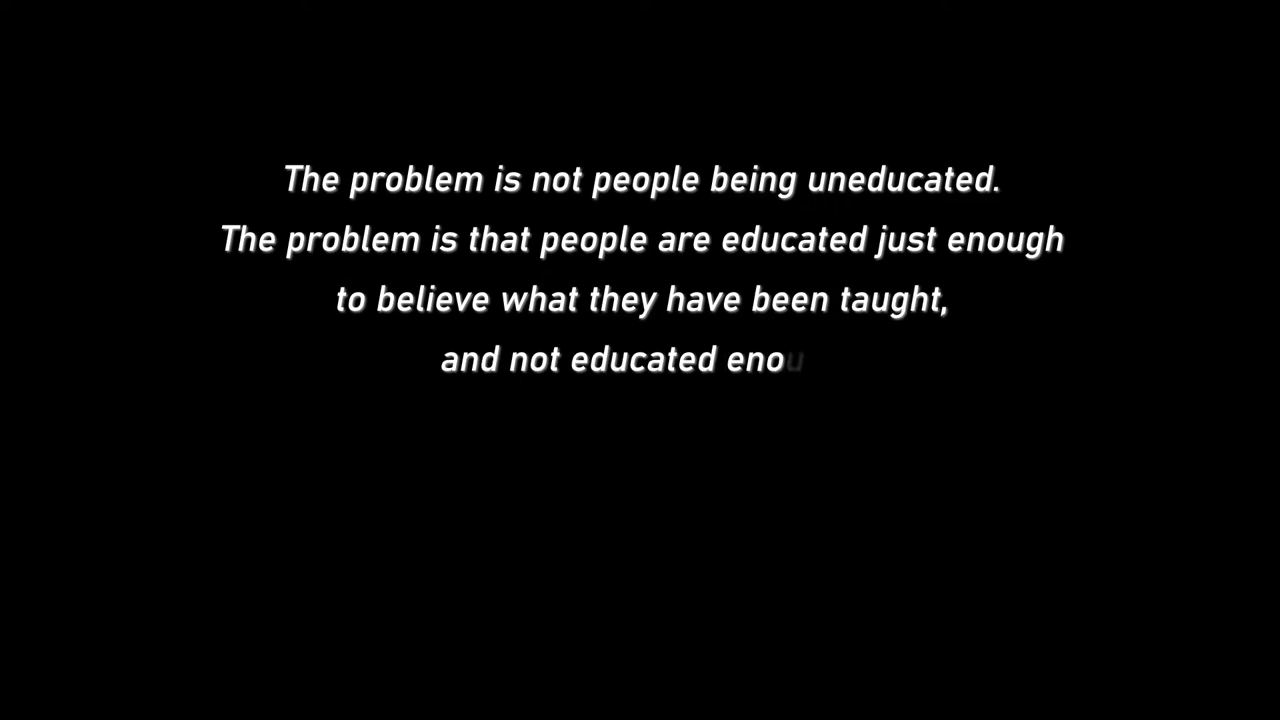 The problem is not people being uneducated.
The problem is that people are educated just enough
to believe what they have been taught,
and not educated enou